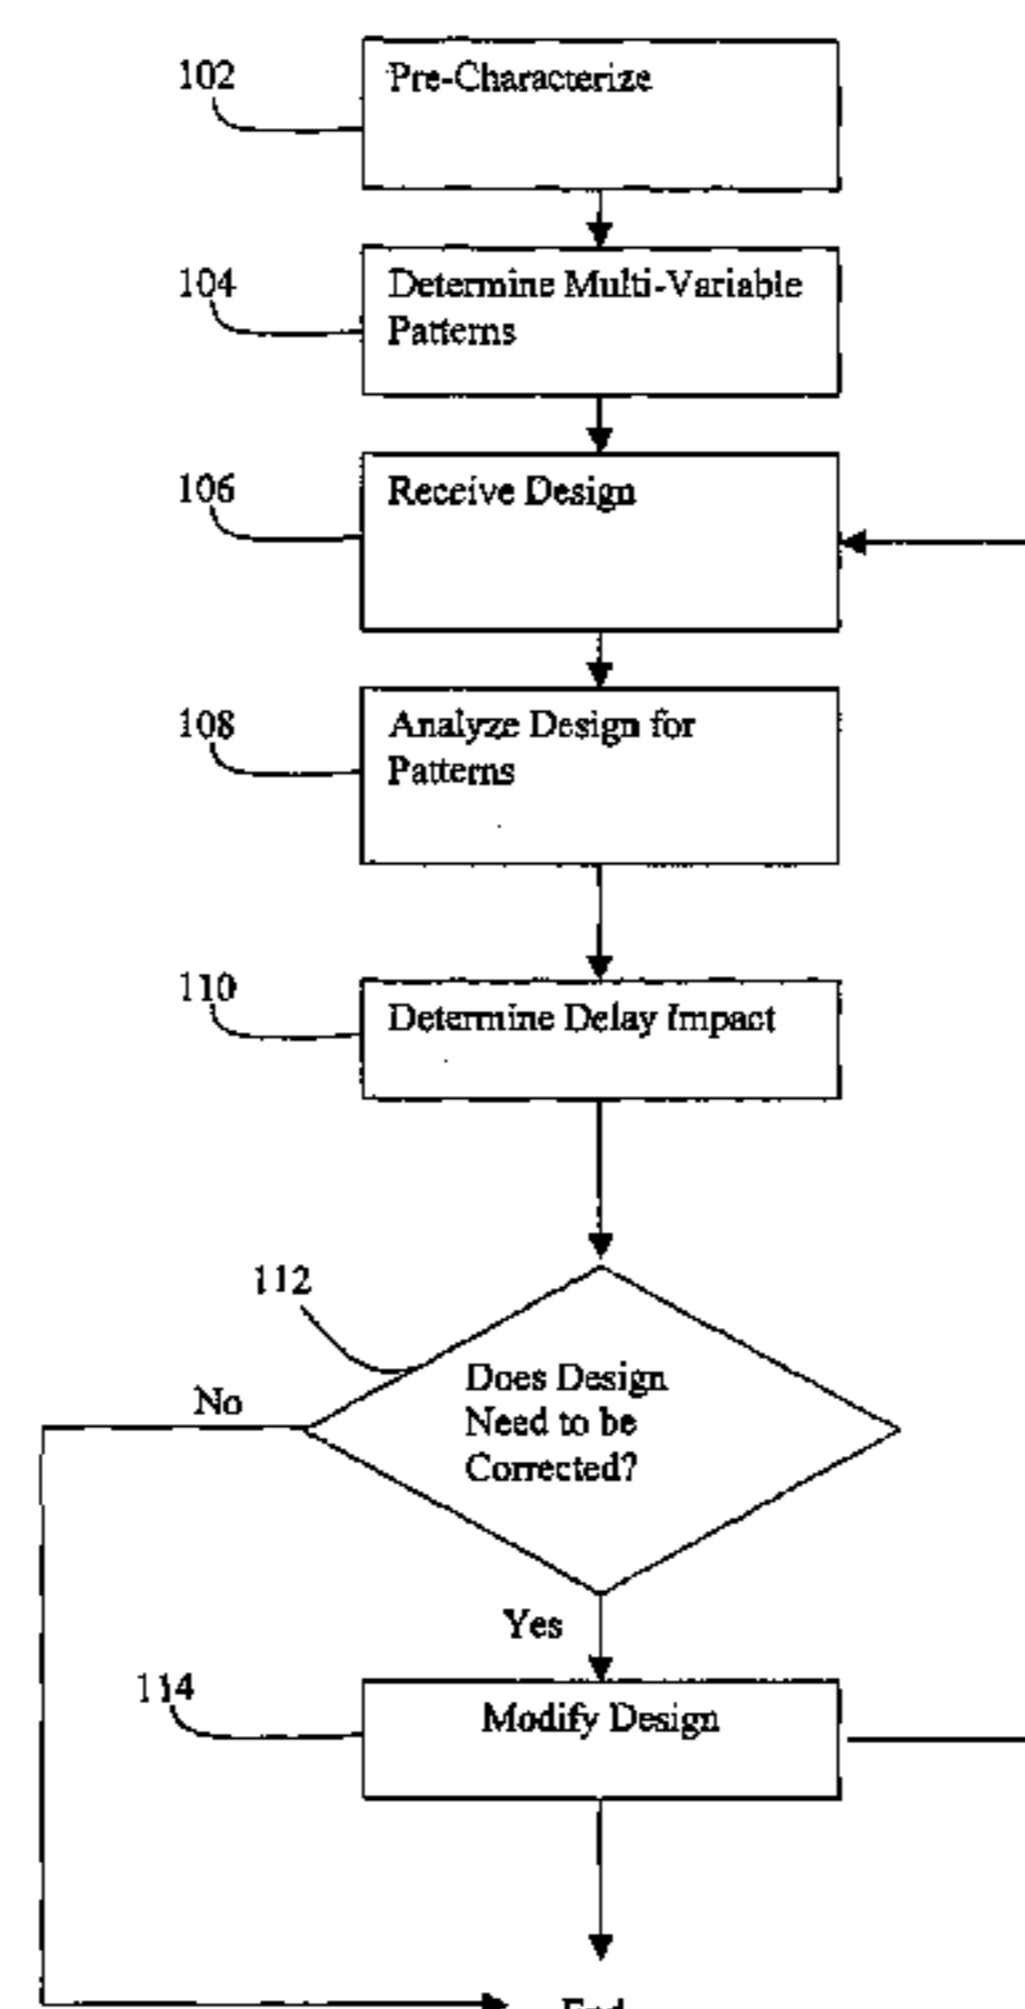 102
Pre-Characterize
104
Determine Multi-Variable
Patterns
106
Receive Design
108
Analyze Design for
Patterns
110
Determine Delay Impact
112
Does Design
Need to be
Corrected?
No
Yes
114
Modify Design
End